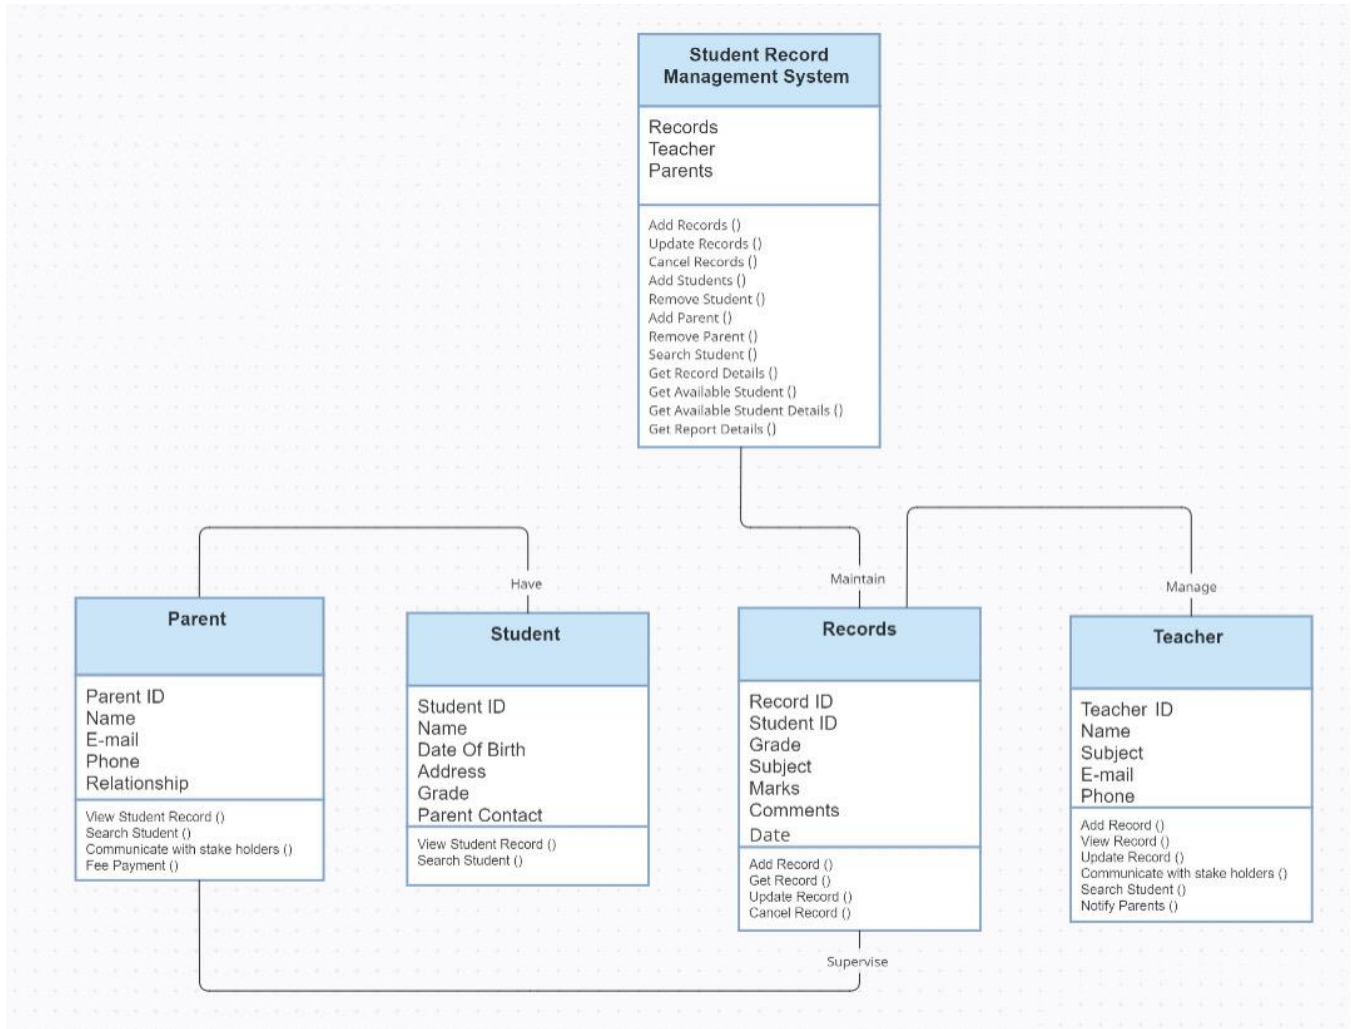 Student Record
Management System
Records
Teacher
Parents
Add Records ()
Update Records ()
Cancel Records ()
Add Students ()
Remove Student ()
Add Parent ()
Remove Parent ()
Search Student ()
Get Record Details ()
Get Available Student ()
Get Available Student Details ()
Get Report Details ()
Have
Maintain
Manage
Parent
Parent ID
Name
E-mail
Phone
Relationship
View Student Record ()
Search Student ()
Communicate with stake holders ()
Fee Payment ()
Student
Student ID
Name
Date Of Birth
Address
Grade
Parent Contact
View Student Record ()
Search Student ()
Records
Record ID
Student ID
Grade
Subject
Marks
Comments
Date
Add Record ()
Get Record ()
Update Record ()
Cancel Record ()
Teacher
Teacher ID
Name
Subject
E-mail
Phone
Add Record ()
View Record ()
Update Record ()
Communicate with stake holders ()
Search Student ()
Notify Parents ()
Supervise